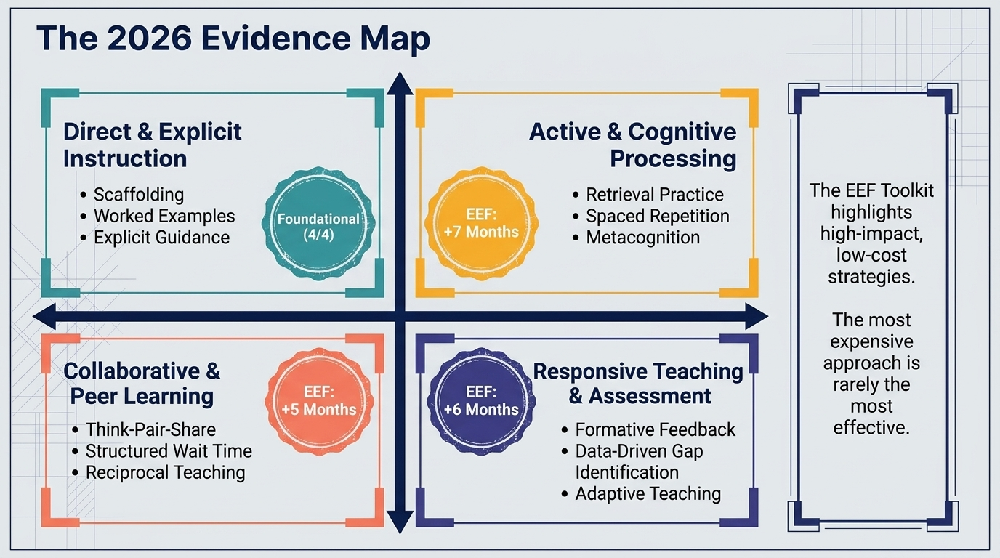 The 2026 Evidence Map
Direct & Explicit
Instruction
• Scaffolding
• Worked Examples
• Explicit Guidance
Foundational
(4/4)
Active & Cognitive
Processing
EEF:
+7 Months
• Retrieval Practice
• Spaced Repetition
• Metacognition
Collaborative &
Peer Learning
• Think-Pair-Share
• Structured Wait Time
• Reciprocal Teaching
EEF:
+5 Months
Responsive Teaching
& Assessment
EEF:
+6 Months
• Formative Feedback
• Data-Driven Gap
Identification
• Adaptive Teaching
The EEF Toolkit
highlights
high-impact,
low-cost
strategies.
The most
expensive
approach is
rarely the
most
effective.